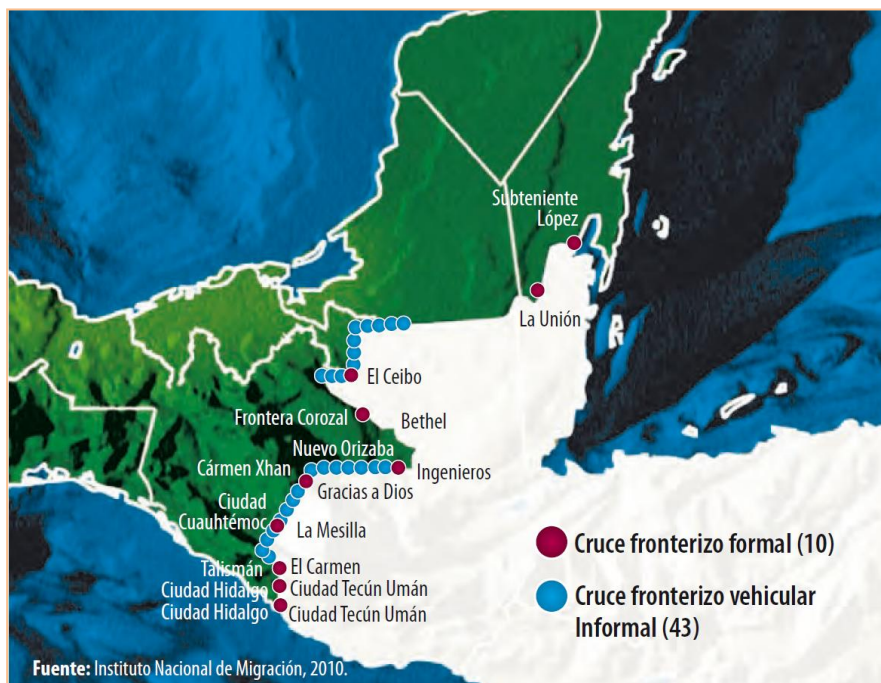 Subteniente
López
La Unión
El Ceibo
Frontera Corozal
Bethel
Nuevo Orizaba
Cármen Xhan
Ingenieros
Gracias a Dios
Ciudad
Cuauhtémoc
La Mesilla
Talismán
El Carmen
Ciudad Hidalgo
Ciudad Tecún Umán
Ciudad Hidalgo
Ciudad Tecún Umán
Cruce fronterizo formal (10)
Cruce fronterizo vehicular
Informal (43)
Fuente: Instituto Nacional de Migración, 2010.